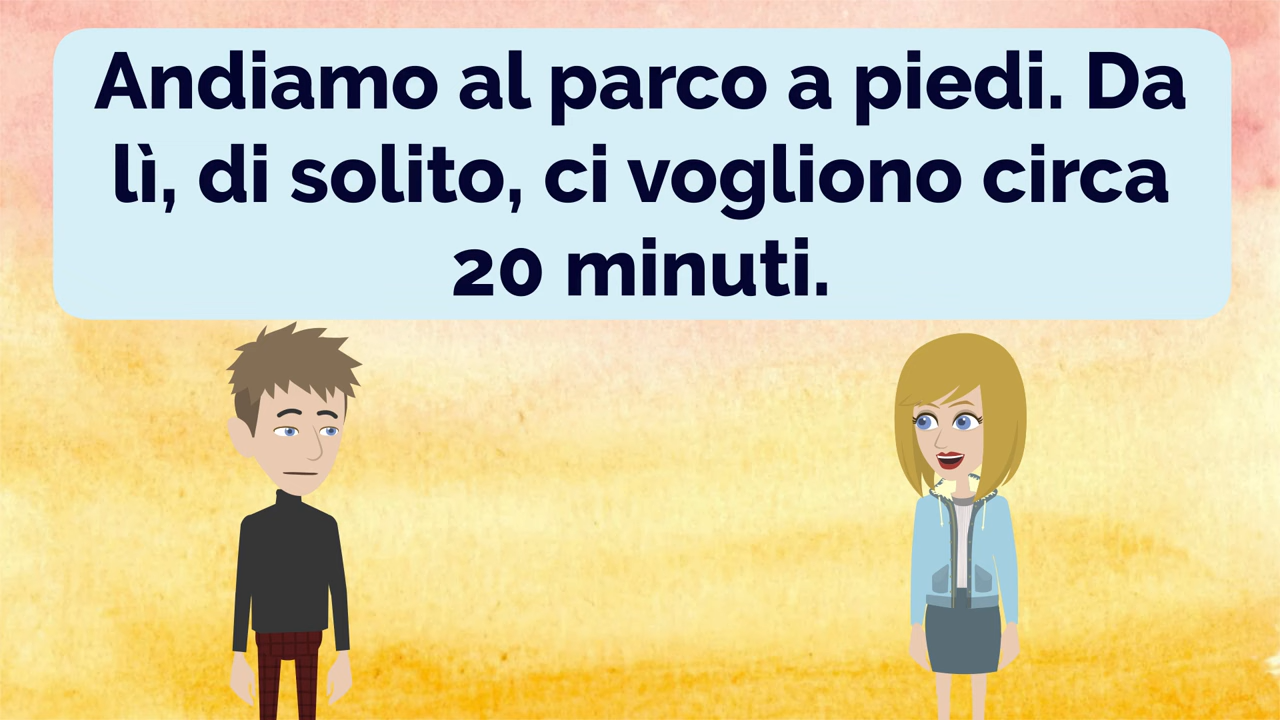 Andiamo al parco a piedi. Da
lì, di solito, ci vogliono circa
20 minuti.